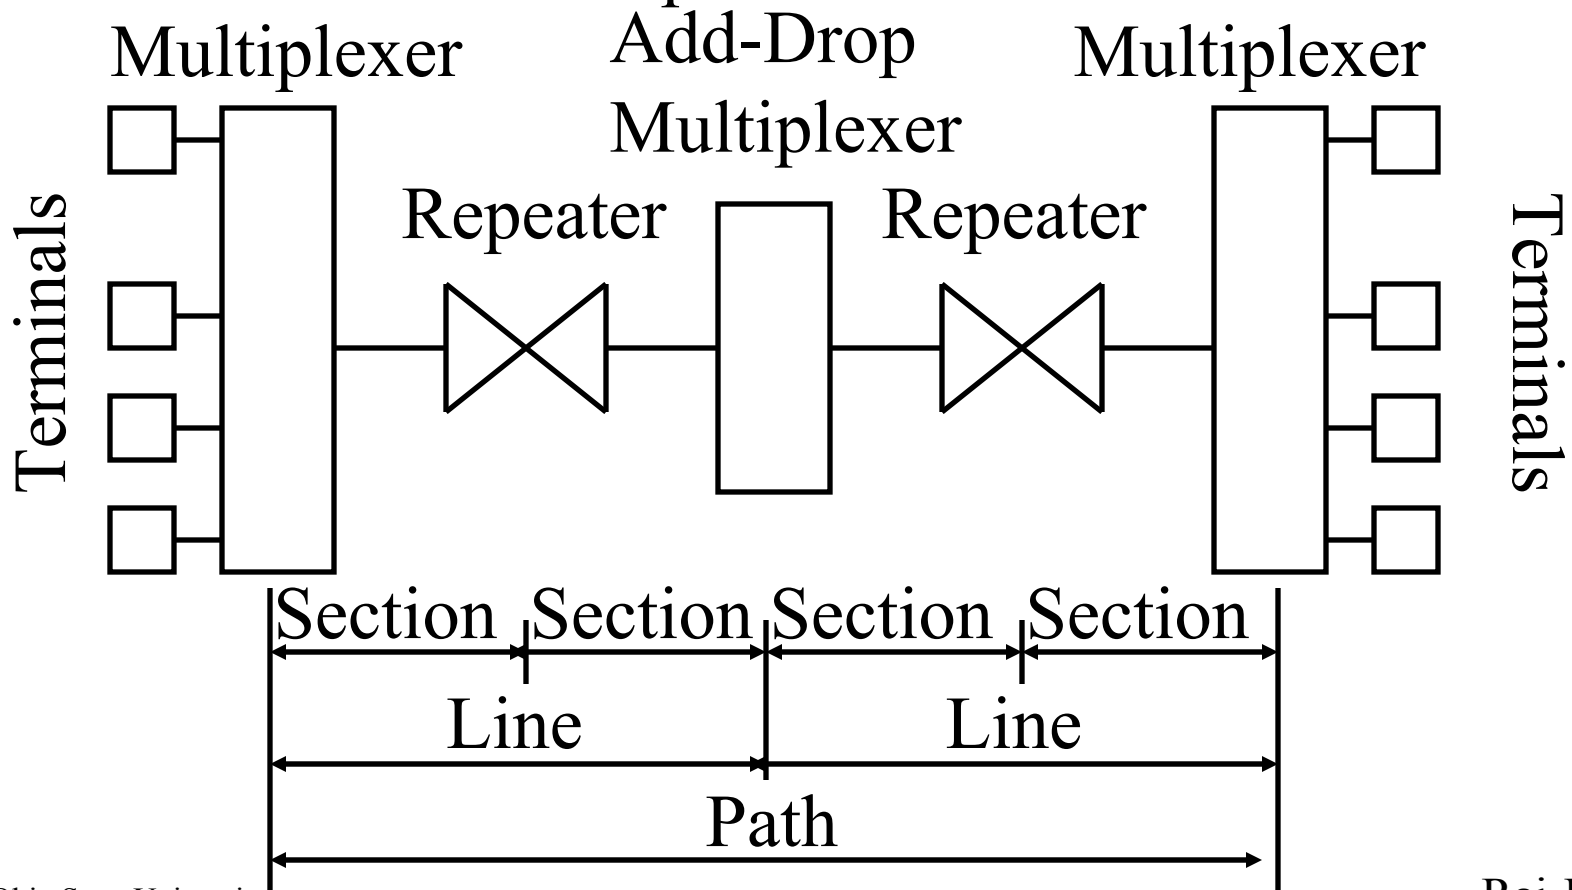 Multiplexer
Add-Drop
Multiplexer
Multiplexer
Repeater
Repeater
Terminals
Terminals
Section Section Section Section
Line Line
Path